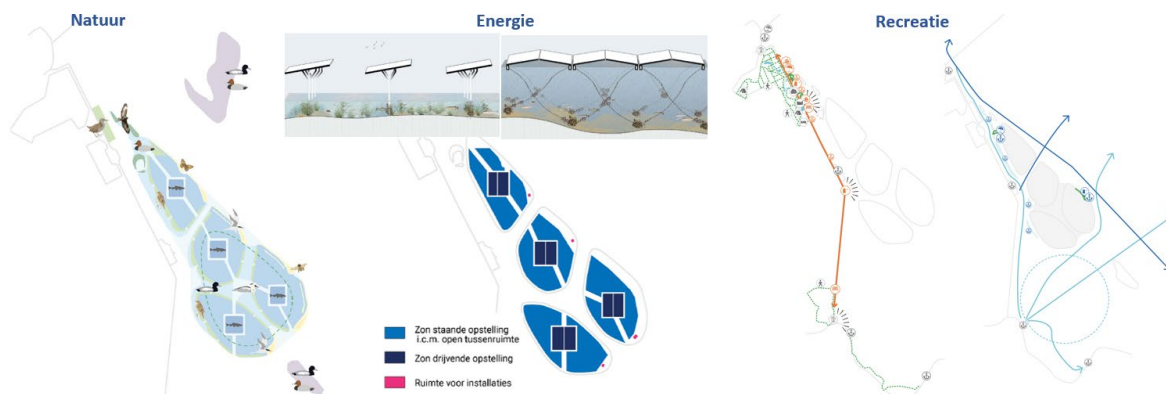 Natuur
Energie
Recreatie
Zon staande opstelling
i.c.m. open tussenruimte
Zon drijvende opstelling
Ruimte voor installaties